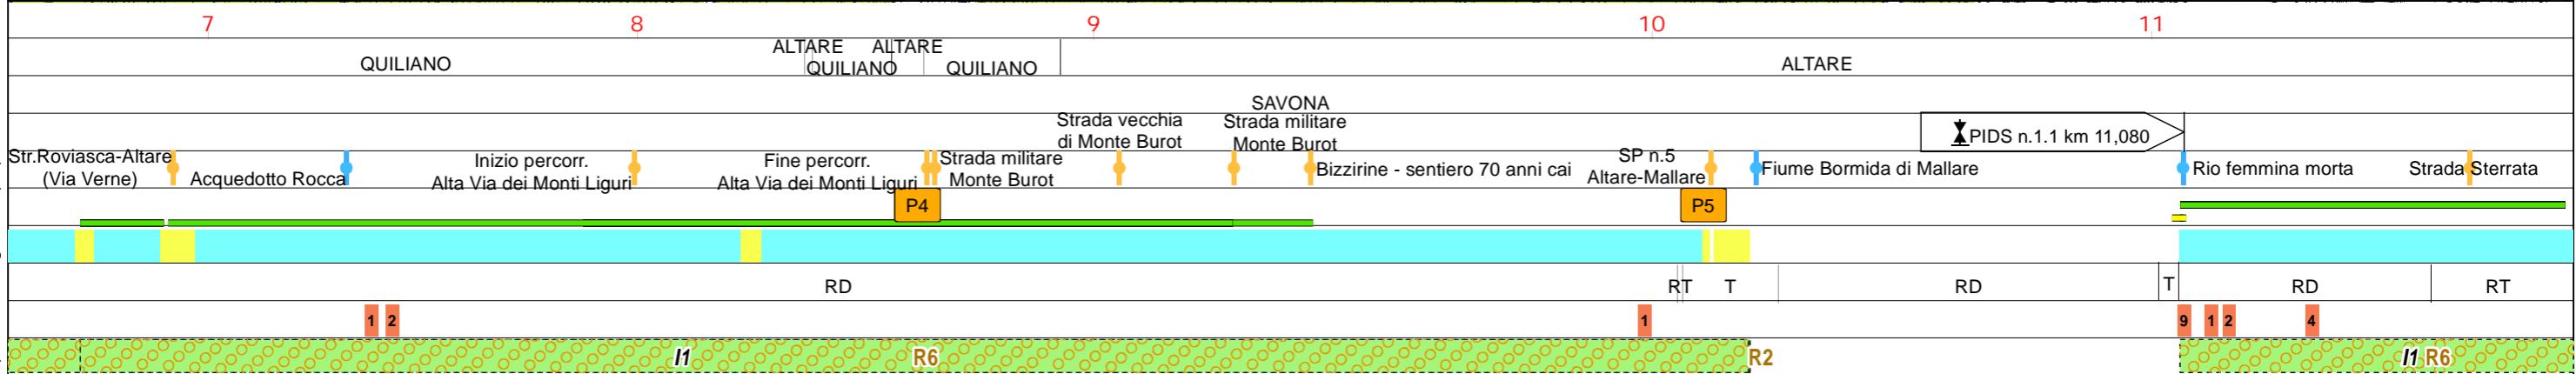 7 8 9 10 11
ALTARE ALTARE
QUILIANO QUILIANO QUILIANO ALTARE
SAVONA
Strada vecchia
di Monte Burot
Strada militare
Monte Burot
PIDS n.1.1 km 11,080
Str.Roviasca-Altare
(Via Verne)
Acquedotto Rocca
Inizio percorr.
Alta Via dei Monti Liguri
Fine percorr.
Alta Via dei Monti Liguri
Strada militare
Monte Burot
Bizzirine - sentiero 70 anni cai
SP n.5
Altare-Mallare
Fiume Bormida di Mallare
Rio femmina morta
Strada Sterrata
P4 P5
RD RT T RD T RD RT
1 2 1 9 1 2 4
I1 R6 R2 I1 R6